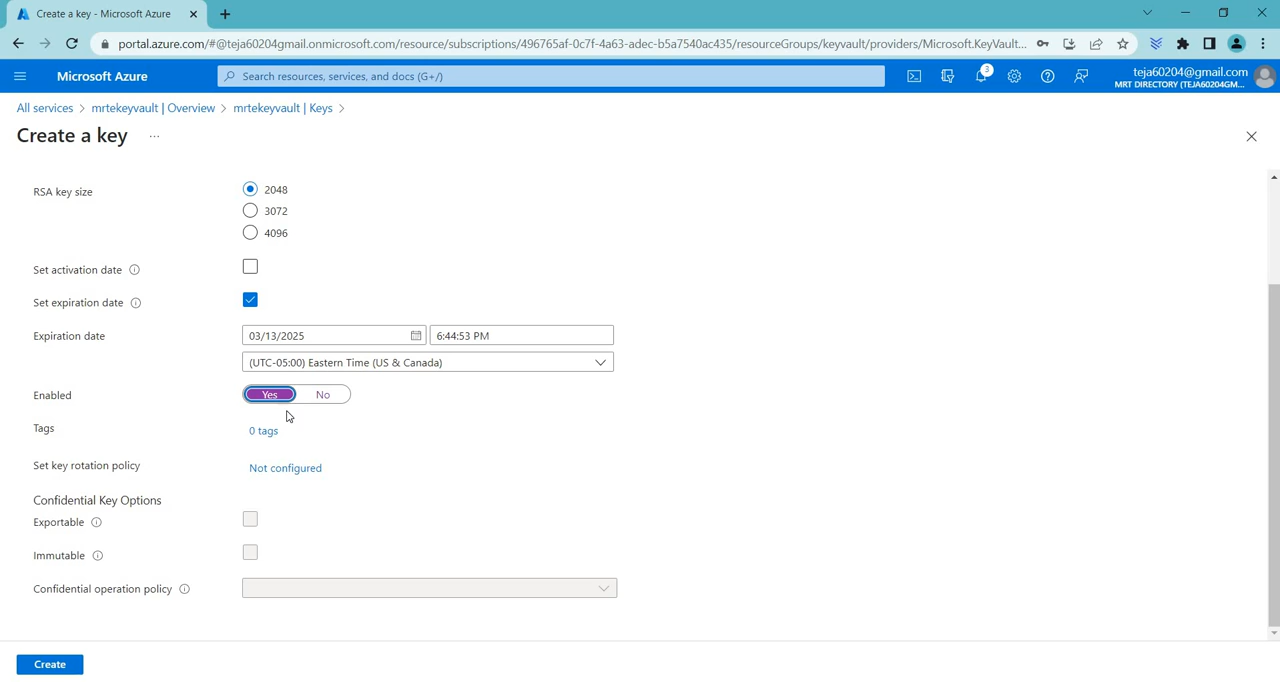 Create a key - Microsoft Azure
portal.azure.com/#@teja60204gmail.onmicrosoft.com/resource/subscriptions/496765af-0c7f-4a63-adec-b5a7540ac435/resourceGroups/keyvault/providers/Microsoft.KeyVault...
Microsoft Azure
Search resources, services, and docs (G+/)
3
teja60204@gmail.com
MRT DIRECTORY (TEJA60204GM...
All services > mrtekeyvault | Overview > mrtekeyvault | Keys >
Create a key ...
RSA key size
2048
3072
4096
Set activation date
Set expiration date
Expiration date
03/13/2025
6:44:53 PM
(UTC-05:00) Eastern Time (US & Canada)
Enabled
Yes
No
Tags
0 tags
Set key rotation policy
Not configured
Confidential Key Options
Exportable
Immutable
Confidential operation policy
Create